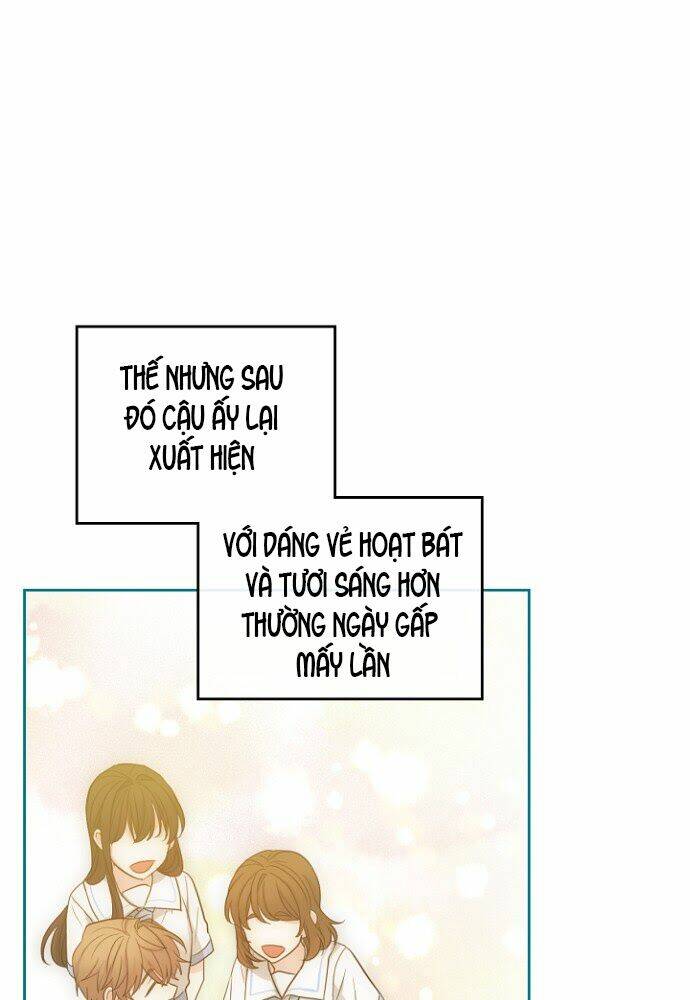 THẾ NHƯNG SAU
ĐÓ CẬU ẤY LẠI
XUẤT HIỆN
VỚI DÁNG VẺ HOẠT BÁT
VÀ TƯƠI SÁNG HƠN
THƯỜNG NGÀY GẤP
MẤY LẦN